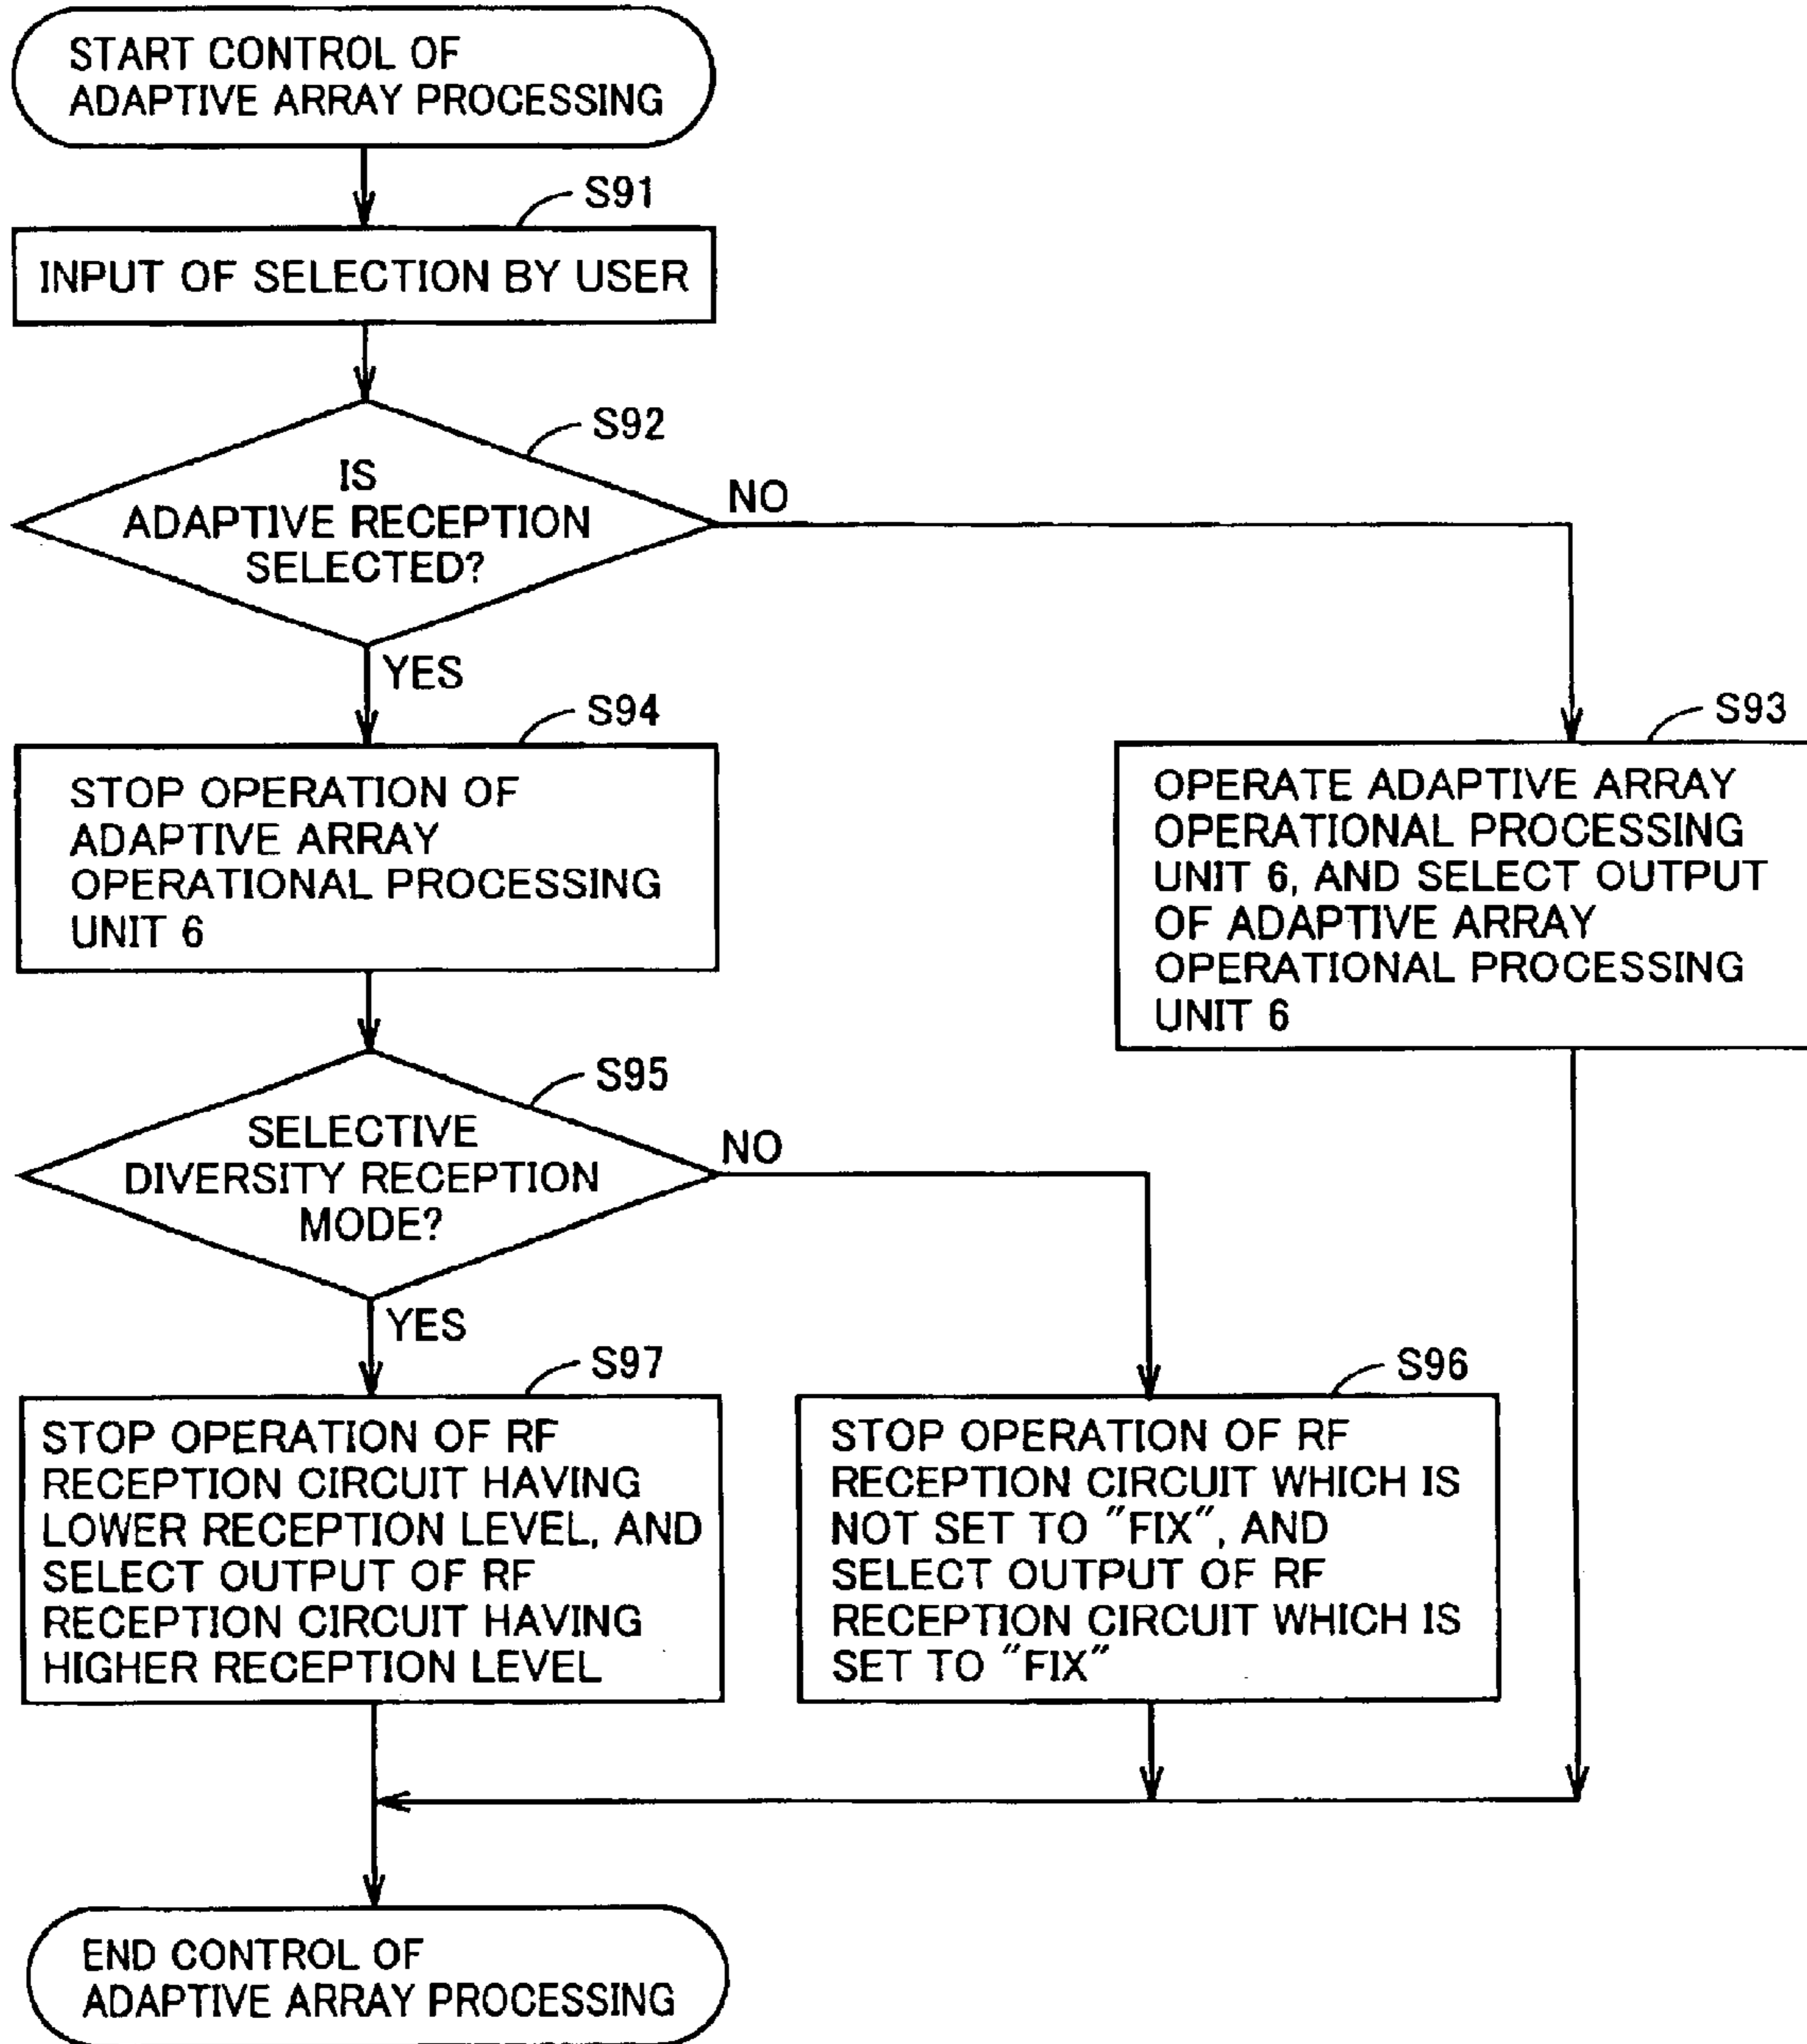 START CONTROL OF
ADAPTIVE ARRAY PROCESSING
S91
INPUT OF SELECTION BY USER
S92
IS
ADAPTIVE RECEPTION
SELECTED?
NO
YES
S94
STOP OPERATION OF
ADAPTIVE ARRAY
OPERATIONAL PROCESSING
UNIT 6
S93
OPERATE ADAPTIVE ARRAY
OPERATIONAL PROCESSING
UNIT 6, AND SELECT OUTPUT
OF ADAPTIVE ARRAY
OPERATIONAL PROCESSING
UNIT 6
S95
SELECTIVE
DIVERSITY RECEPTION
MODE?
NO
YES
S97
STOP OPERATION OF RF
RECEPTION CIRCUIT HAVING
LOWER RECEPTION LEVEL, AND
SELECT OUTPUT OF RF
RECEPTION CIRCUIT HAVING
HIGHER RECEPTION LEVEL
S96
STOP OPERATION OF RF
RECEPTION CIRCUIT WHICH IS
NOT SET TO "FIX", AND
SELECT OUTPUT OF RF
RECEPTION CIRCUIT WHICH IS
SET TO "FIX"
END CONTROL OF
ADAPTIVE ARRAY PROCESSING